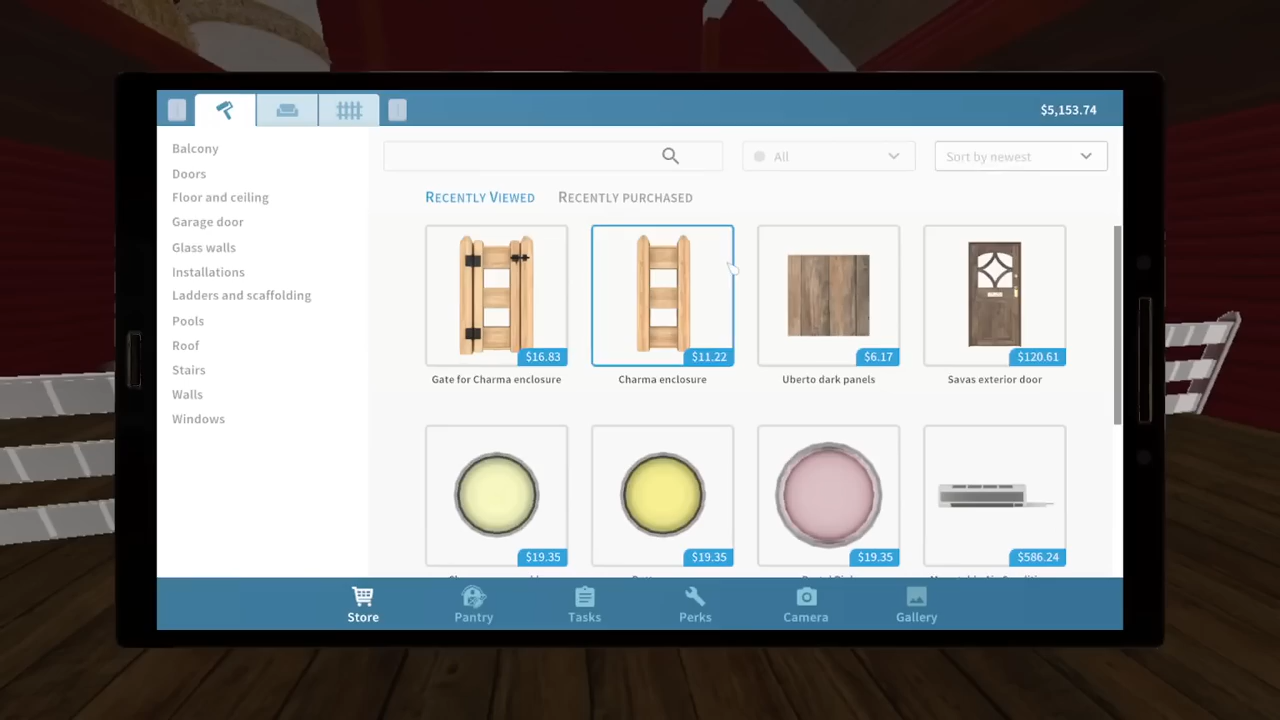 $5,153.74
Balcony
Doors
Floor and ceiling
Garage door
Glass walls
Installations
Ladders and scaffolding
Pools
Roof
Stairs
Walls
Windows
All
Sort by newest
Recently Viewed
Recently purchased
$16.83
$11.22
$6.17
$120.61
Gate for Charma enclosure
Charma enclosure
Uberto dark panels
Savas exterior door
$19.35
$19.35
$19.35
$586.24
Store
Pantry
Tasks
Perks
Camera
Gallery